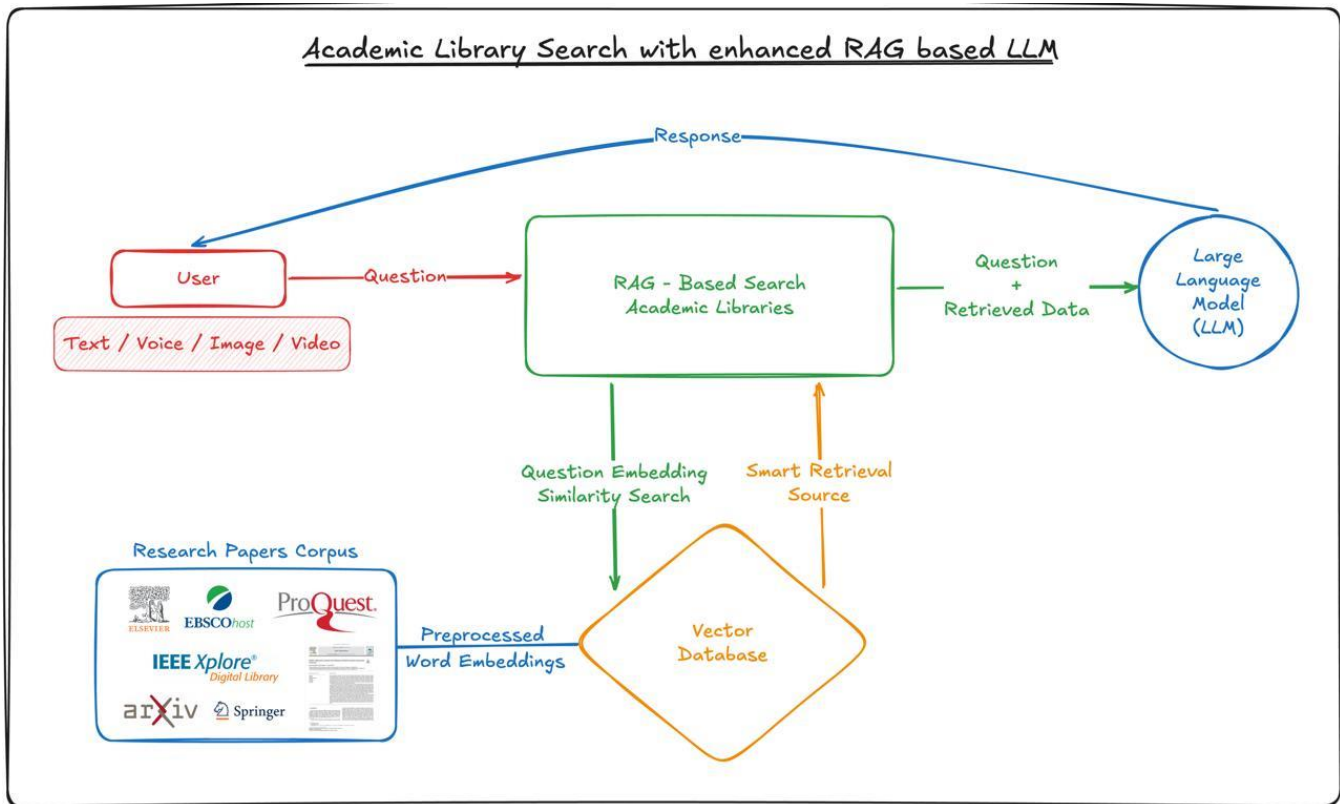 Academic Library Search with enhanced RAG based LLM
Response
User
Question
Text / Voice / Image / Video
RAG - Based Search
Academic Libraries
Question
+
Retrieved Data
Large
Language
Model
(LLM)
Question Embedding
Similarity Search
Smart Retrieval
Source
Research Papers Corpus
ELSEVIER
EBSCOhost
ProQuest.
IEEE Xplore®
Digital Library
arXiv
Springer
Preprocessed
Word Embeddings
Vector
Database